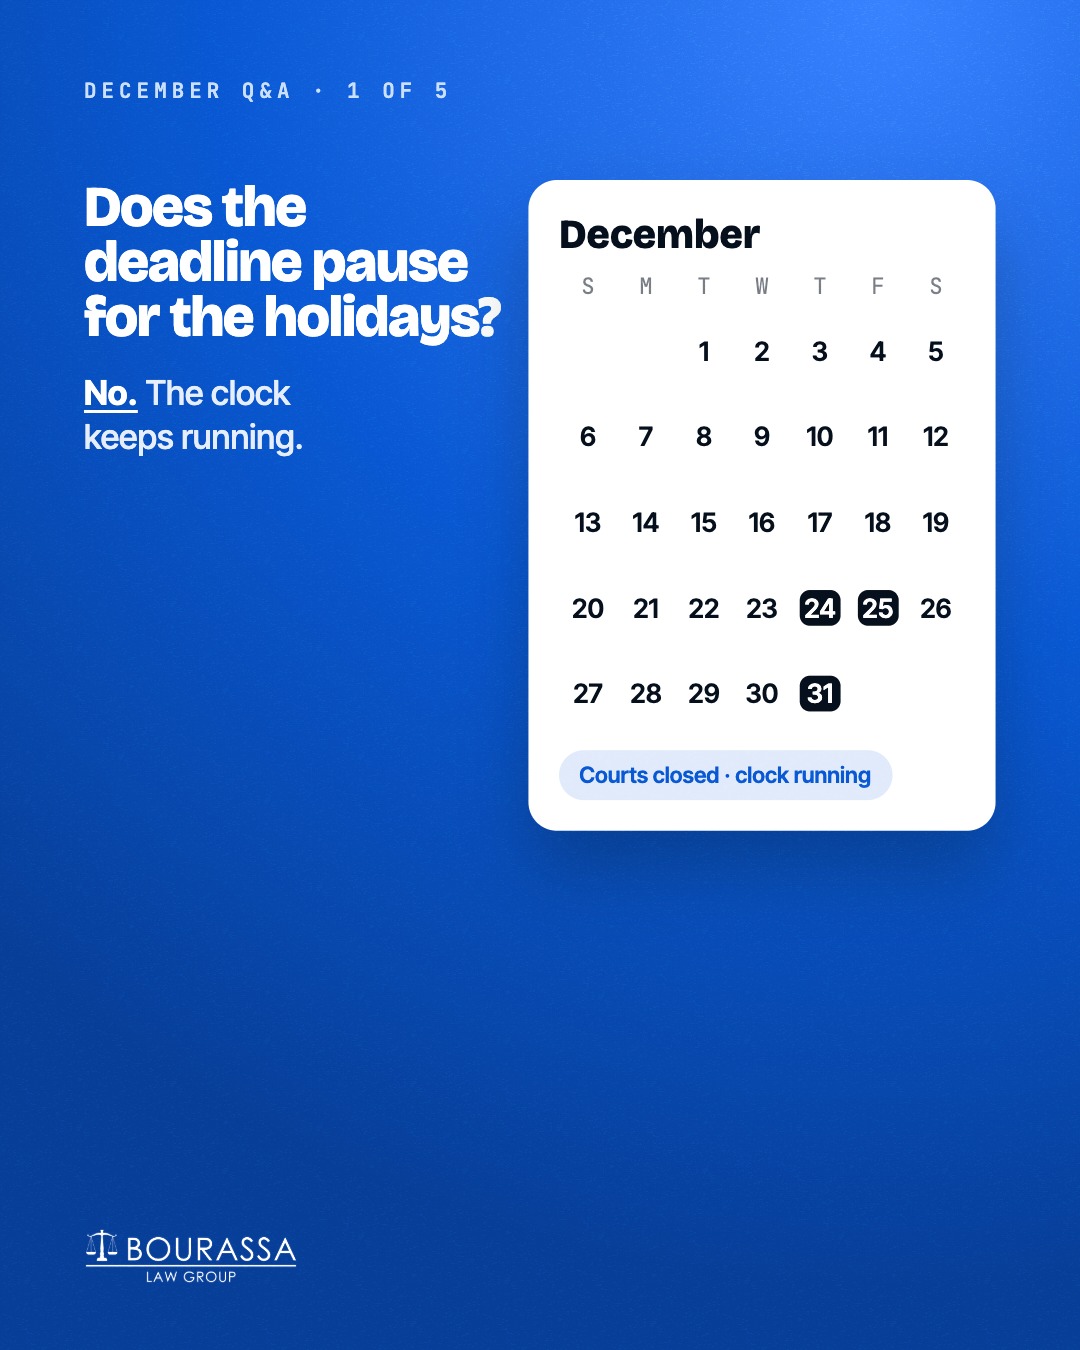 DECEMBER Q&A · 1 OF 5
Does the
deadline pause
for the holidays?
No. The clock
keeps running.
December
S M T W T F S
1 2 3 4 5
6 7 8 9 10 11 12
13 14 15 16 17 18 19
20 21 22 23 24 25 26
27 28 29 30 31
Courts closed · clock running
BOURASSA
LAW GROUP